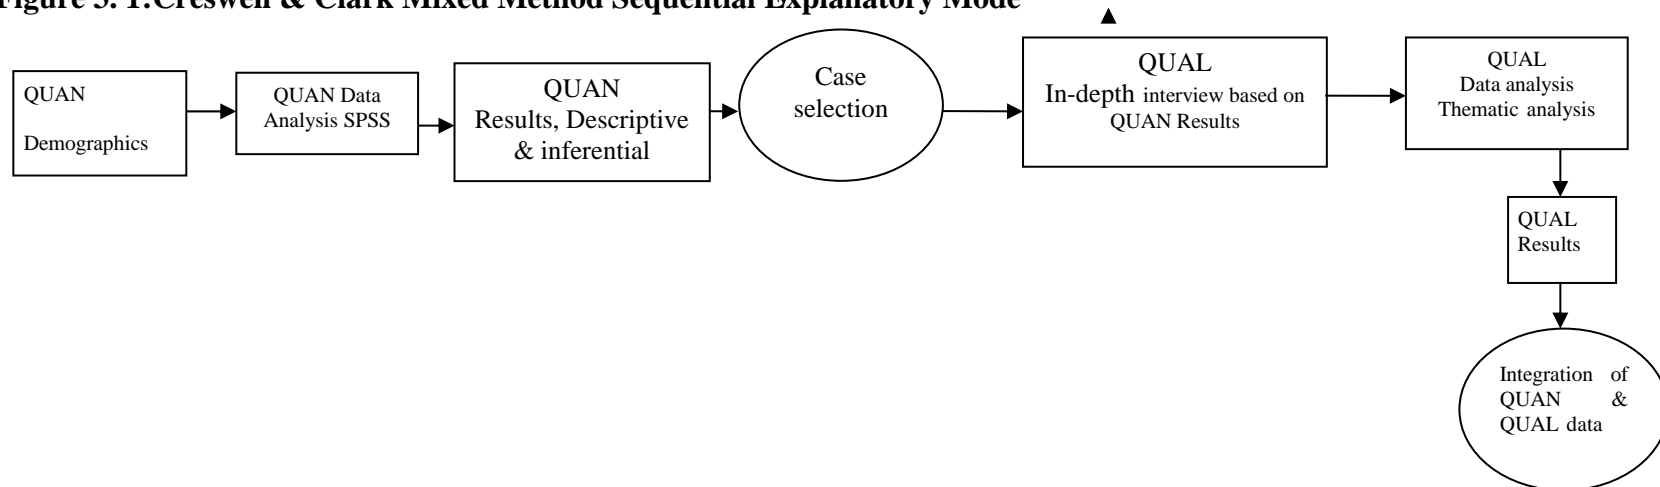 Figure 3. 1:Creswell & Clark Mixed Method Sequential Explanatory Mode
QUAN
Demographics
QUAN Data
Analysis SPSS
QUAN
Results, Descriptive
& inferential
Case
selection
QUAL
In-depth interview based on
QUAN Results
QUAL
Data analysis
Thematic analysis
QUAL
Results
Integration of
QUAN &
QUAL data